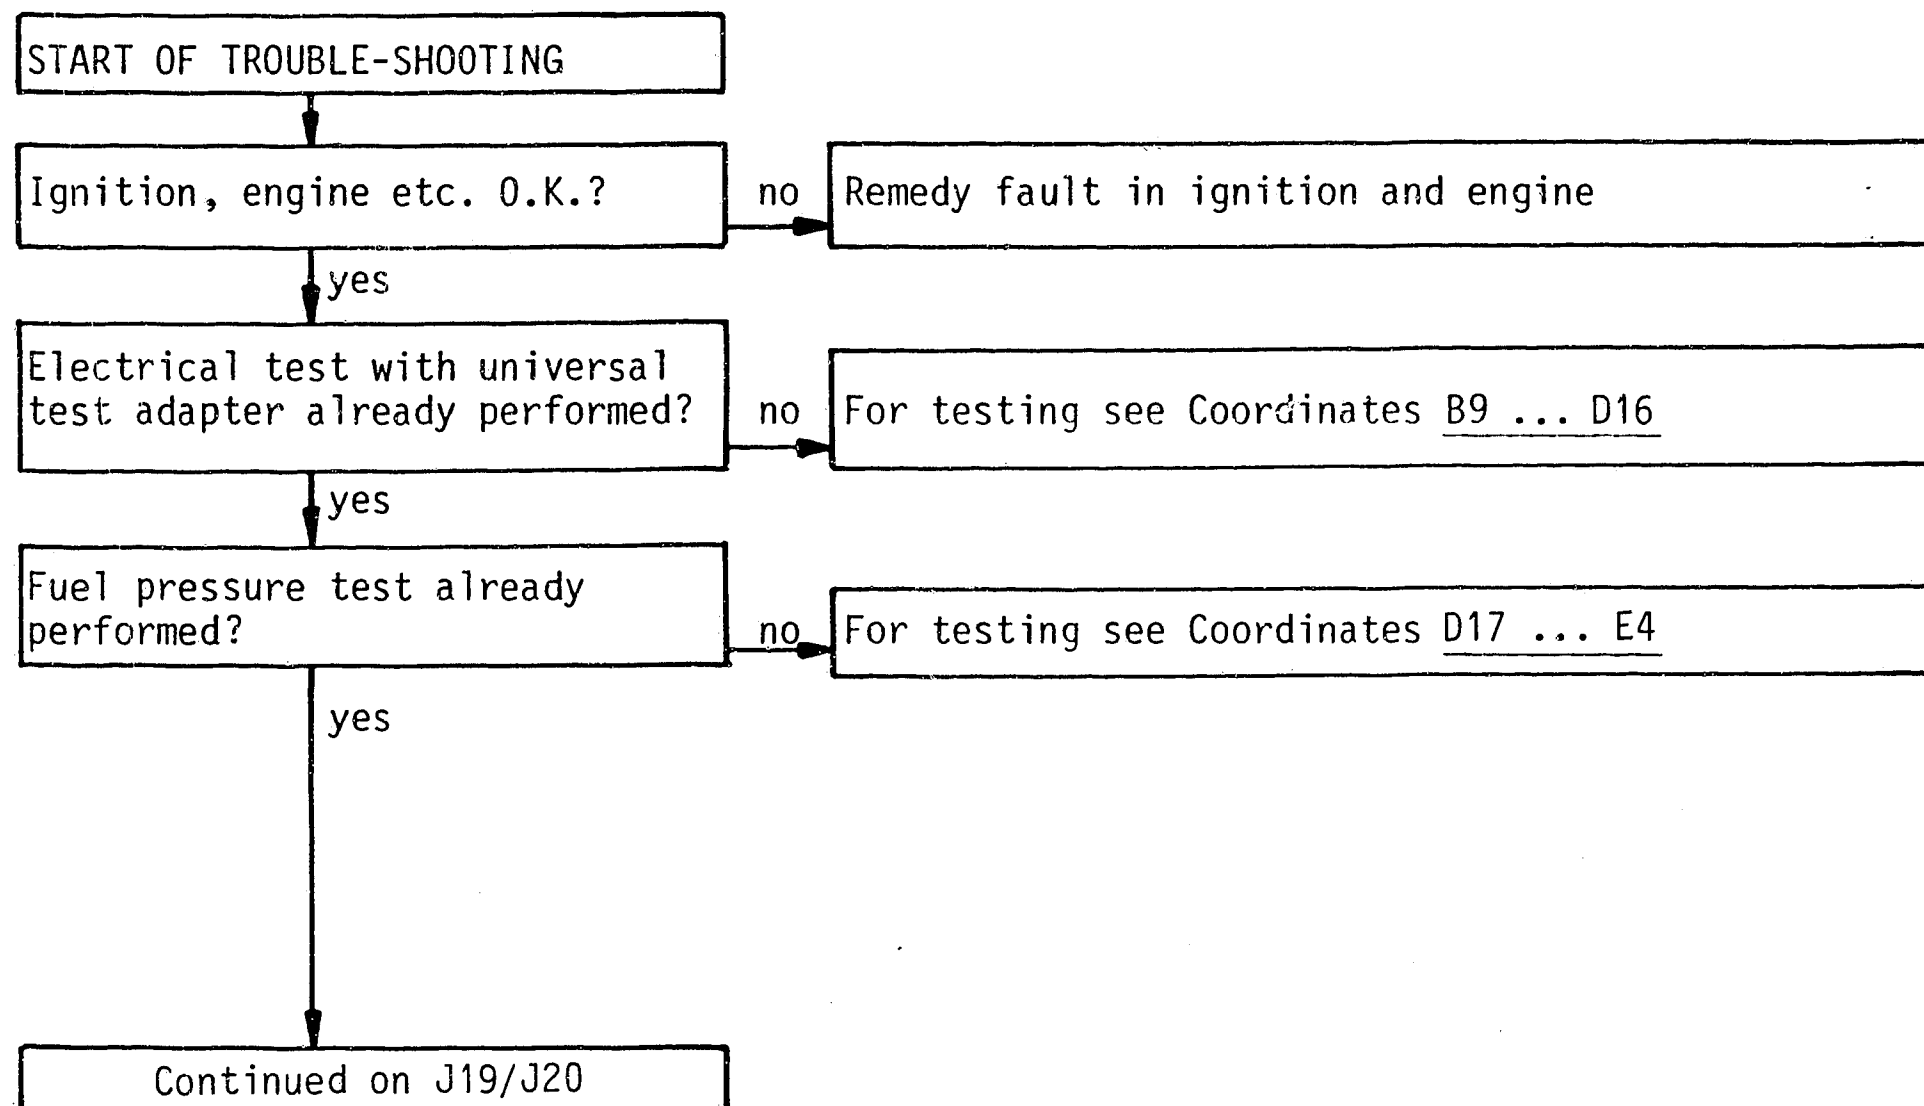 START OF TROUBLE-SHOOTING
Ignition, engine etc. O.K.?
no
Remedy fault in ignition and engine
yes
Electrical test with universal
test adapter already performed?
no
For testing see Coordinates B9 ... D16
yes
Fuel pressure test already
performed?
no
For testing see Coordinates D17 ... E4
yes
Continued on J19/J20